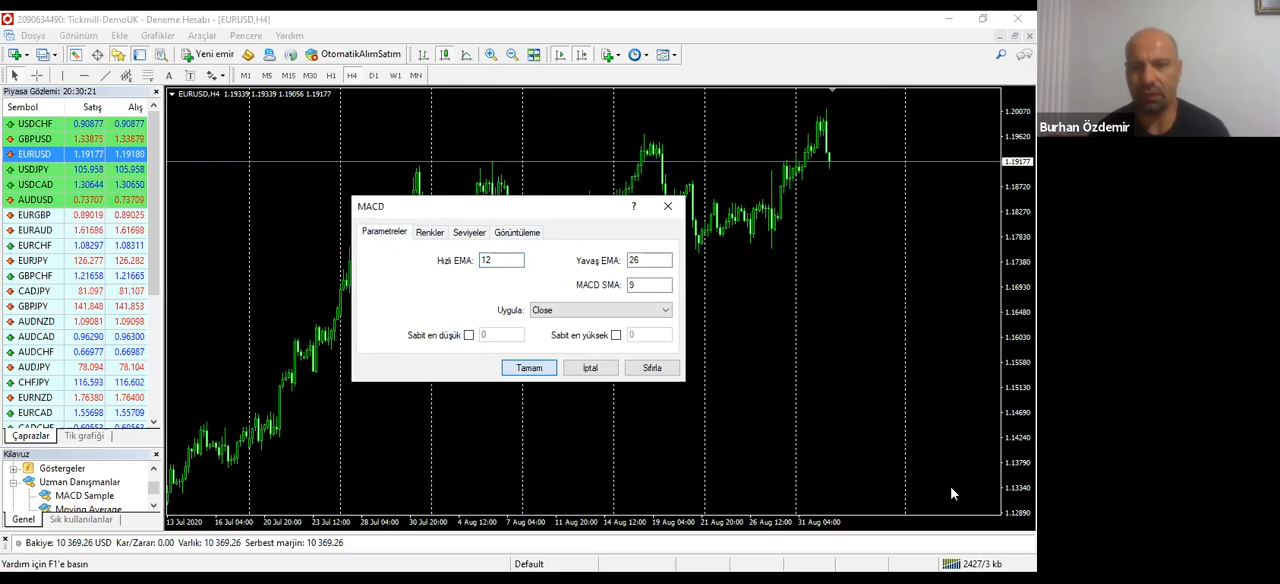 2090634490: Tickmill-DemoUK - Deneme Hesabı - [EURUSD,H4]
Dosya Görünüm Ekle Grafikler Araçlar Pencere Yardım
Yeni emir OtomatikAlımSatım
M1 M5 M15 M30 H1 H4 D1 W1 MN
Piyasa Gözlemi: 20:30:21
Sembol Satış Alış
USDCHF 0.90877 0.90877
GBPUSD 1.33875 1.33879
EURUSD 1.19177 1.19180
USDJPY 105.958 105.958
USDCAD 1.30644 1.30650
AUDUSD 0.73707 0.73709
EURGBP 0.89019 0.89025
EURAUD 1.61686 1.61698
EURCHF 1.08297 1.08311
EURJPY 126.277 126.282
GBPCHF 1.21658 1.21665
CADJPY 81.097 81.107
GBPJPY 141.848 141.853
AUDNZD 1.09081 1.09098
AUDCAD 0.96290 0.96300
AUDCHF 0.66977 0.66987
AUDJPY 78.094 78.104
CHFJPY 116.593 116.602
EURNZD 1.76380 1.76400
EURCAD 1.55698 1.55709
Çaprazlar Tik grafiği
Kılavuz
Göstergeler
Uzman Danışmanlar
MACD Sample
Moving Average
Genel Sık kullanılanlar
EURUSD,H4 1.19339 1.19339 1.19056 1.19177
MACD
Parametreler Renkler Seviyeler Görüntüleme
Hızlı EMA: 12 Yavaş EMA: 26
MACD SMA: 9
Uygula: Close
Sabit en düşük 0 Sabit en yüksek 0
Tamam İptal Sıfırla
1.20070
1.19620
1.19177
1.18720
1.18270
1.17830
1.17380
1.16930
1.16480
1.16030
1.15580
1.15130
1.14690
1.14240
1.13790
1.13340
1.12890
13 Jul 2020 16 Jul 04:00 20 Jul 20:00 23 Jul 12:00 28 Jul 04:00 30 Jul 20:00 4 Aug 12:00 7 Aug 04:00 11 Aug 20:00 14 Aug 12:00 19 Aug 04:00 21 Aug 20:00 26 Aug 12:00 31 Aug 04:00
Bakiye: 10 369.26 USD Kar/Zarar: 0.00 Varlık: 10 369.26 Serbest marjin: 10 369.26
Yardım için F1'e basın Default 2427/3 kb
Burhan Özdemir